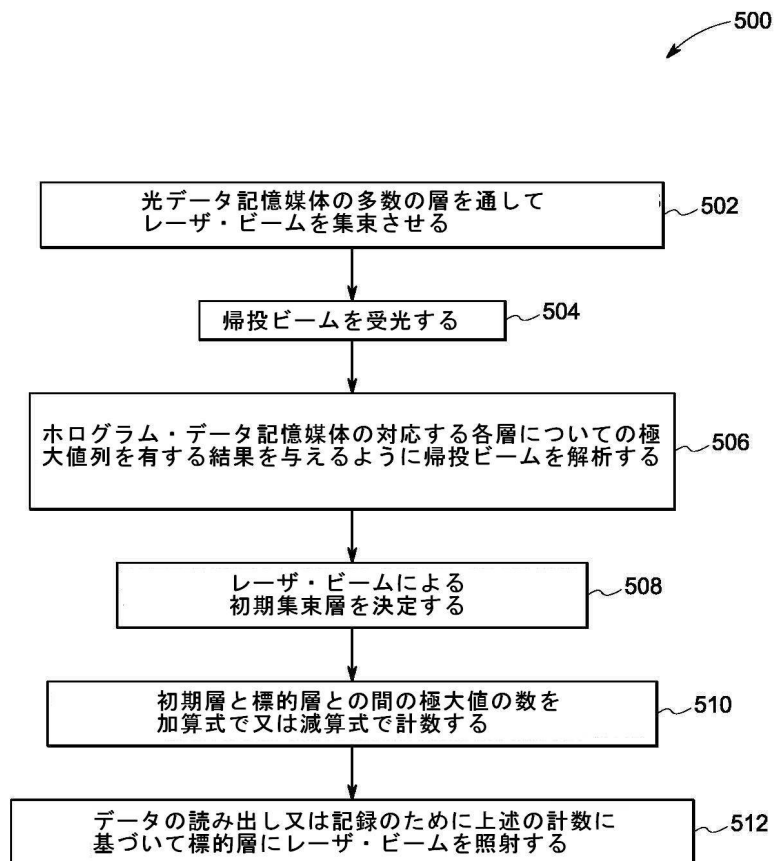 500
光データ記憶媒体の多数の層を通して
レーザ・ビームを集束させる
502
帰投ビームを受光する
504
ホログラム・データ記憶媒体の対応する各層についての極
大値列を有する結果を与えるように帰投ビームを解析する
506
レーザ・ビームによる
初期集束層を決定する
508
初期層と標的層との間の極大値の数を
加算式で又は減算式で計数する
510
データの読み出し又は記録のために上述の計数に
基づいて標的層にレーザ・ビームを照射する
512